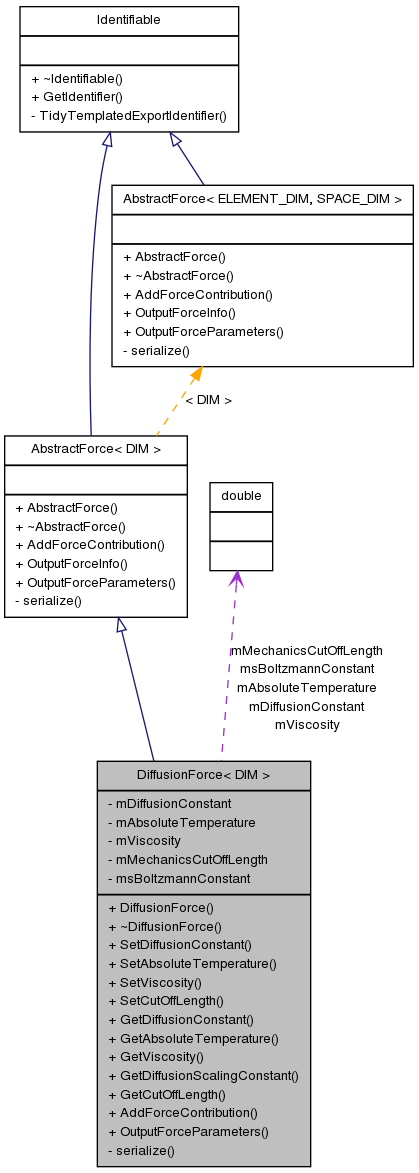 Identifiable
+ ~Identifiable()
+ GetIdentifier()
- TidyTemplatedExportIdentifier()
AbstractForce< ELEMENT_DIM, SPACE_DIM >
+ AbstractForce()
+ ~AbstractForce()
+ AddForceContribution()
+ OutputForceInfo()
+ OutputForceParameters()
- serialize()
< DIM >
AbstractForce< DIM >
+ AbstractForce()
+ ~AbstractForce()
+ AddForceContribution()
+ OutputForceInfo()
+ OutputForceParameters()
- serialize()
double
mMechanicsCutOffLength
msBoltzmannConstant
mAbsoluteTemperature
mDiffusionConstant
mViscosity
DiffusionForce< DIM >
- mDiffusionConstant
- mAbsoluteTemperature
- mViscosity
- mMechanicsCutOffLength
- msBoltzmannConstant
+ DiffusionForce()
+ ~DiffusionForce()
+ SetDiffusionConstant()
+ SetAbsoluteTemperature()
+ SetViscosity()
+ SetCutOffLength()
+ GetDiffusionConstant()
+ GetAbsoluteTemperature()
+ GetViscosity()
+ GetDiffusionScalingConstant()
+ GetCutOffLength()
+ AddForceContribution()
+ OutputForceParameters()
- serialize()